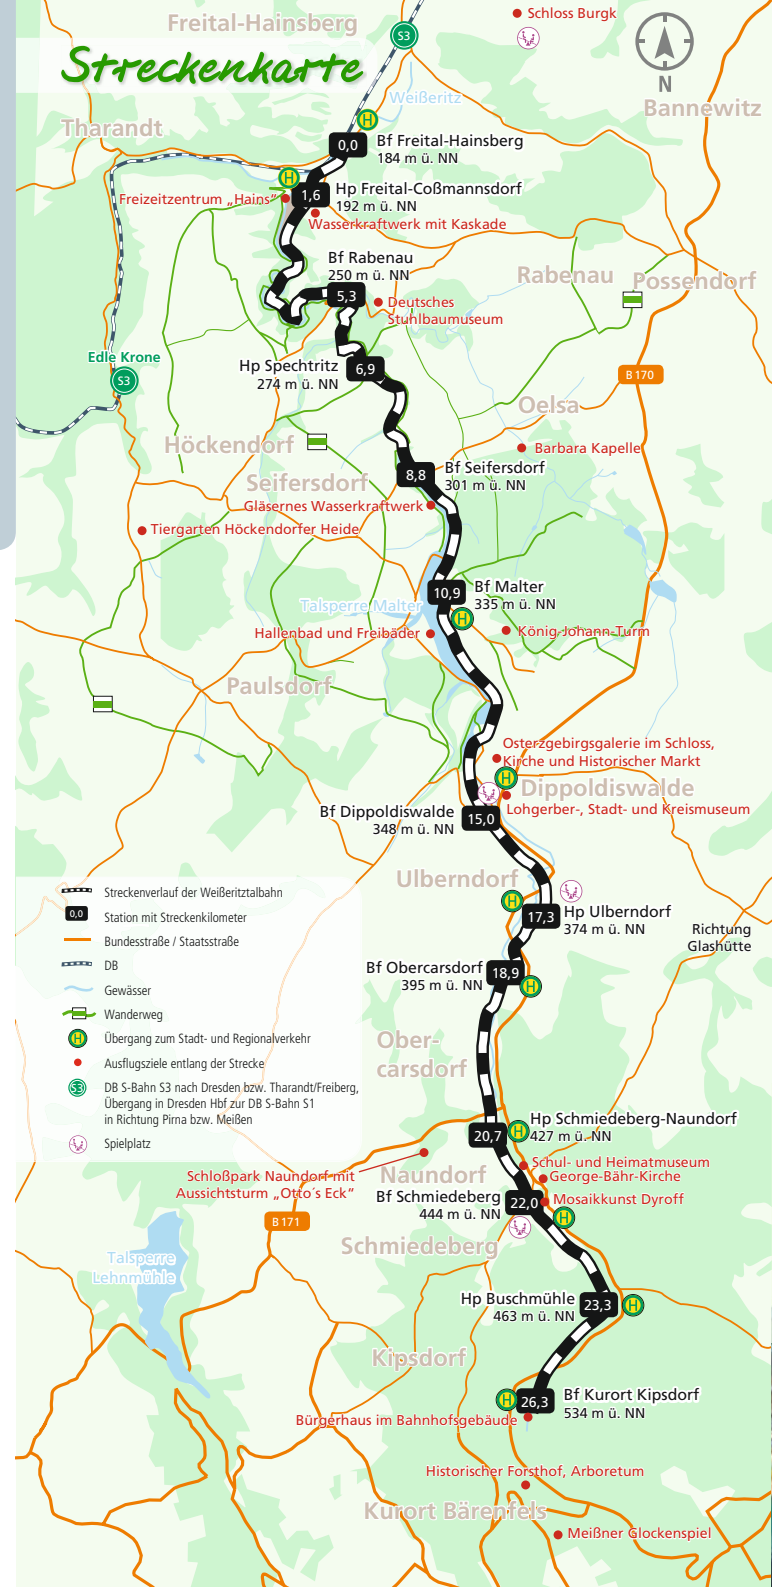 Freital-Hainsberg
Schloss Burgk
S3
Streckenkarte
N
Weißeritz
Bannewitz
Tharandt
H
0,0
Bf Freital-Hainsberg
184 m ü. NN
H
1,6
Hp Freital-Coßmannsdorf
192 m ü. NN
Freizeitzentrum „Hains“
Wasserkraftwerk mit Kaskade
Bf Rabenau
250 m ü. NN
5,3
Rabenau
Possendorf
Deutsches
Stuhlbaumuseum
Edle Krone
S3
Hp Spechtritz
274 m ü. NN
6,9
B 170
Oelsa
Höckendorf
Barbara Kapelle
Seifersdorf
8,8
Bf Seifersdorf
301 m ü. NN
Gläsernes Wasserkraftwerk
Tiergarten Höckendorfer Heide
10,9
Bf Malter
335 m ü. NN
Talsperre Malter
H
Hallenbad und Freibäder
König-Johann-Turm
Paulsdorf
Osterzgebirgsgalerie im Schloss,
Kirche und Historischer Markt
H
Dippoldiswalde
Lohgerber-, Stadt- und Kreismuseum
Bf Dippoldiswalde
348 m ü. NN
15,0
Ulberndorf
H
17,3
Hp Ulberndorf
374 m ü. NN
Richtung
Glashütte
Bf Obercarsdorf
395 m ü. NN
18,9
H
Ober-
carsdorf
Streckenverlauf der Weißeritztalbahn
0,0
Station mit Streckenkilometer
Bundesstraße / Staatsstraße
DB
Gewässer
Wanderweg
H
Übergang zum Stadt- und Regionalverkehr
Ausflugsziele entlang der Strecke
S3
DB S-Bahn S3 nach Dresden bzw. Tharandt/Freiberg,
Übergang in Dresden Hbf zur DB S-Bahn S1
in Richtung Pirna bzw. Meißen
Spielplatz
20,7
H
Hp Schmiedeberg-Naundorf
427 m ü. NN
Schul- und Heimatmuseum
George-Bähr-Kirche
Schloßpark Naundorf mit
Aussichtsturm „Otto´s Eck“
Naundorf
Bf Schmiedeberg
444 m ü. NN
22,0
Mosaikkunst Dyroff
H
B 171
Schmiedeberg
Talsperre
Lehnmühle
Hp Buschmühle
463 m ü. NN
23,3
H
Kipsdorf
H
26,3
Bf Kurort Kipsdorf
534 m ü. NN
Bürgerhaus im Bahnhofsgebäude
Historischer Forsthof, Arboretum
Kurort Bärenfels
Meißner Glockenspiel